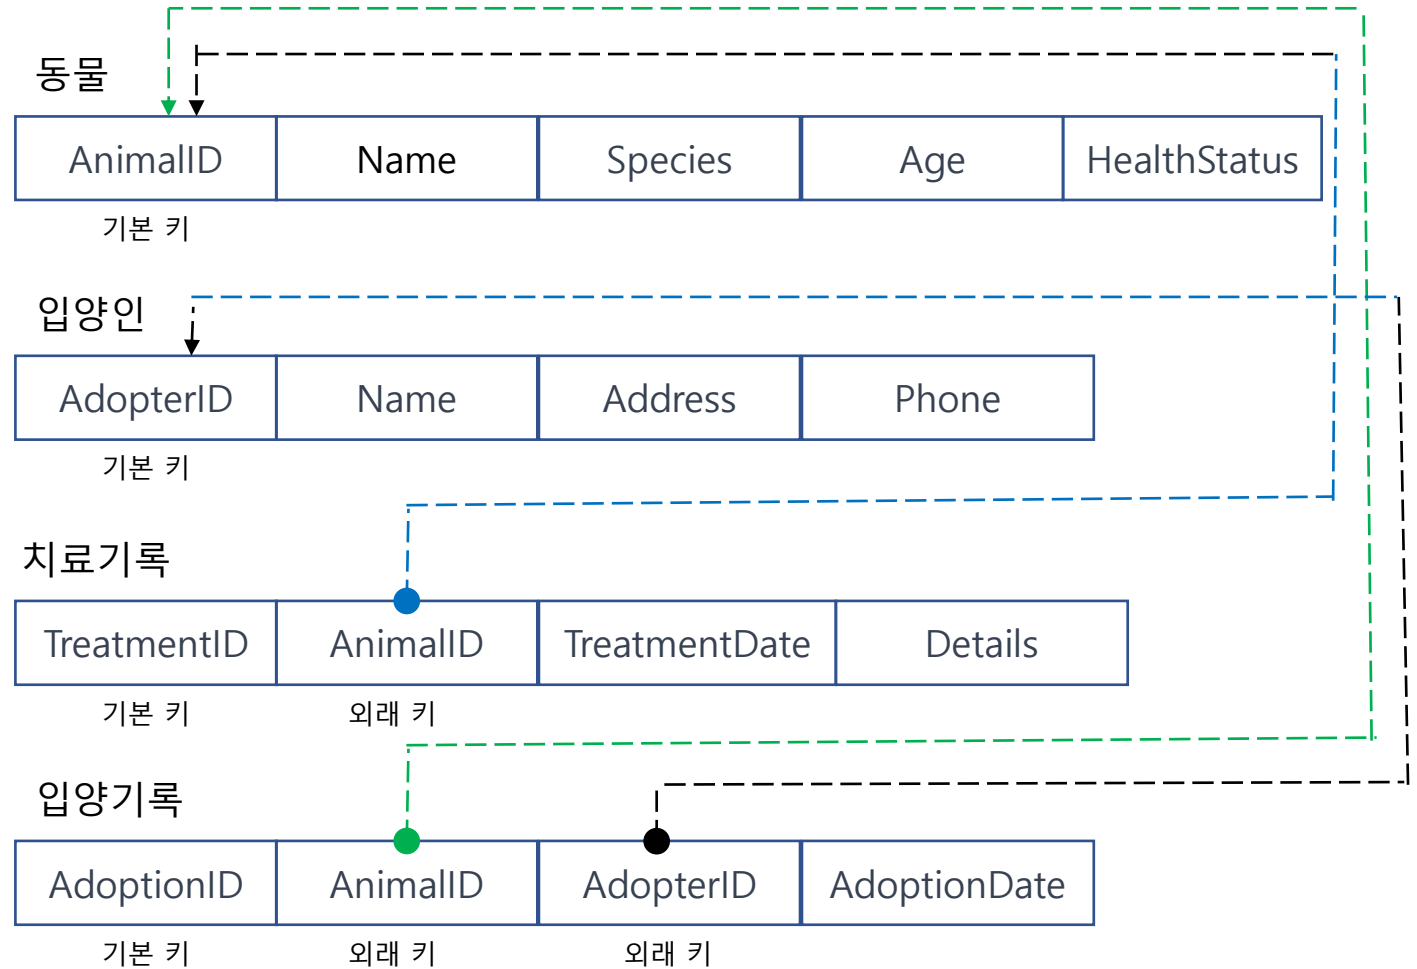 동물
AnimalID Name Species Age HealthStatus
기본 키
입양인
AdopterID Name Address Phone
기본 키
치료기록
TreatmentID AnimalID TreatmentDate Details
기본 키 외래 키
입양기록
AdoptionID AnimalID AdopterID AdoptionDate
기본 키 외래 키 외래 키